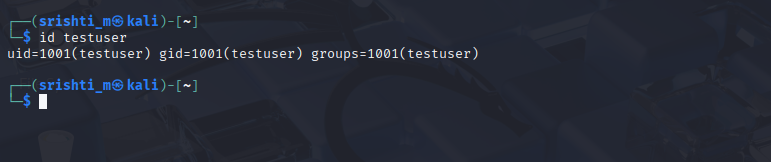 ┌──(srishti_m㉿kali)-[~]
└─$ id testuser
uid=1001(testuser) gid=1001(testuser) groups=1001(testuser)
┌──(srishti_m㉿kali)-[~]
└─$